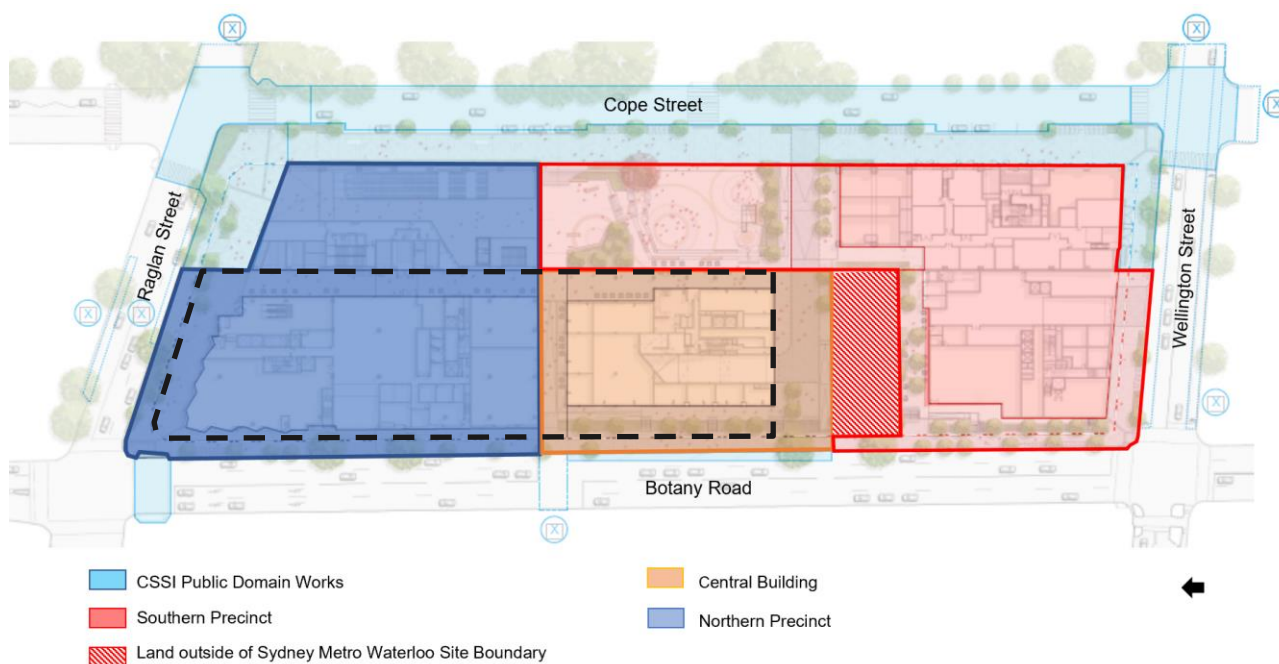 X
X
Cope Street
X
Raglan Street
Wellington Street
X
X
X
Botany Road
X
CSSI Public Domain Works
Central Building
Southern Precinct
Northern Precinct
Land outside of Sydney Metro Waterloo Site Boundary